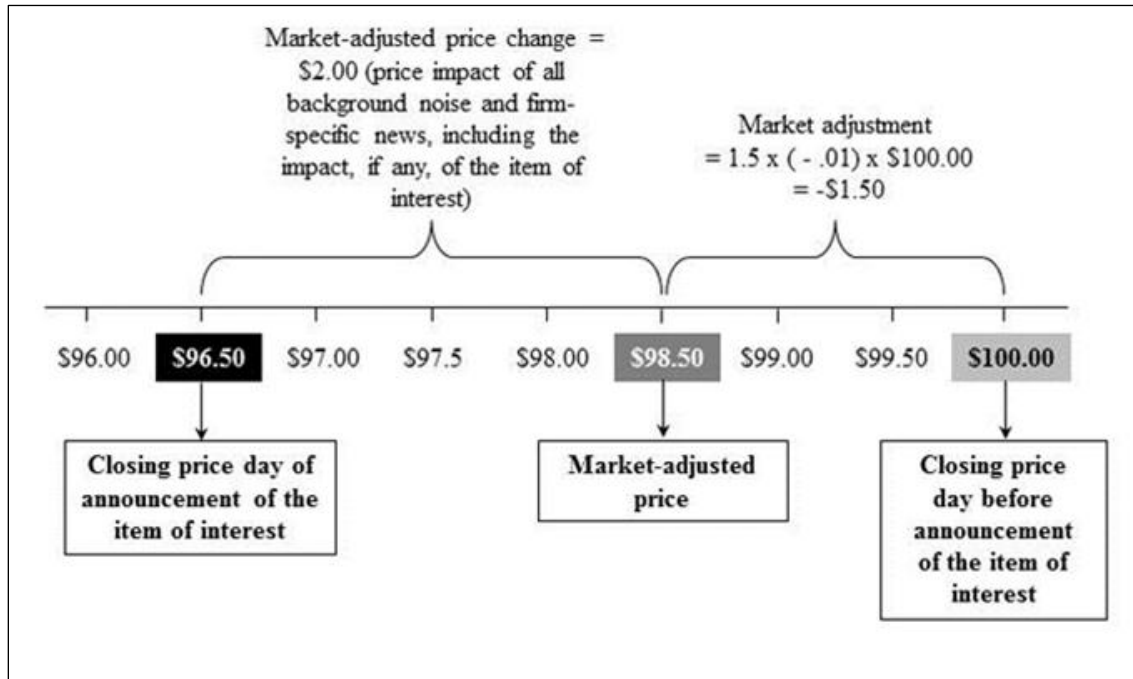 Market-adjusted price change =
$2.00 (price impact of all
background noise and firm-
specific news, including the
impact, if any, of the item of
interest)
Market adjustment
= 1.5 x ( - .01) x $100.00
= -$1.50
$96.00 $96.50 $97.00 $97.5 $98.00 $98.50 $99.00 $99.50 $100.00
Closing price day of
announcement of the
item of interest
Market-adjusted
price
Closing price
day before
announcement
of the item of
interest